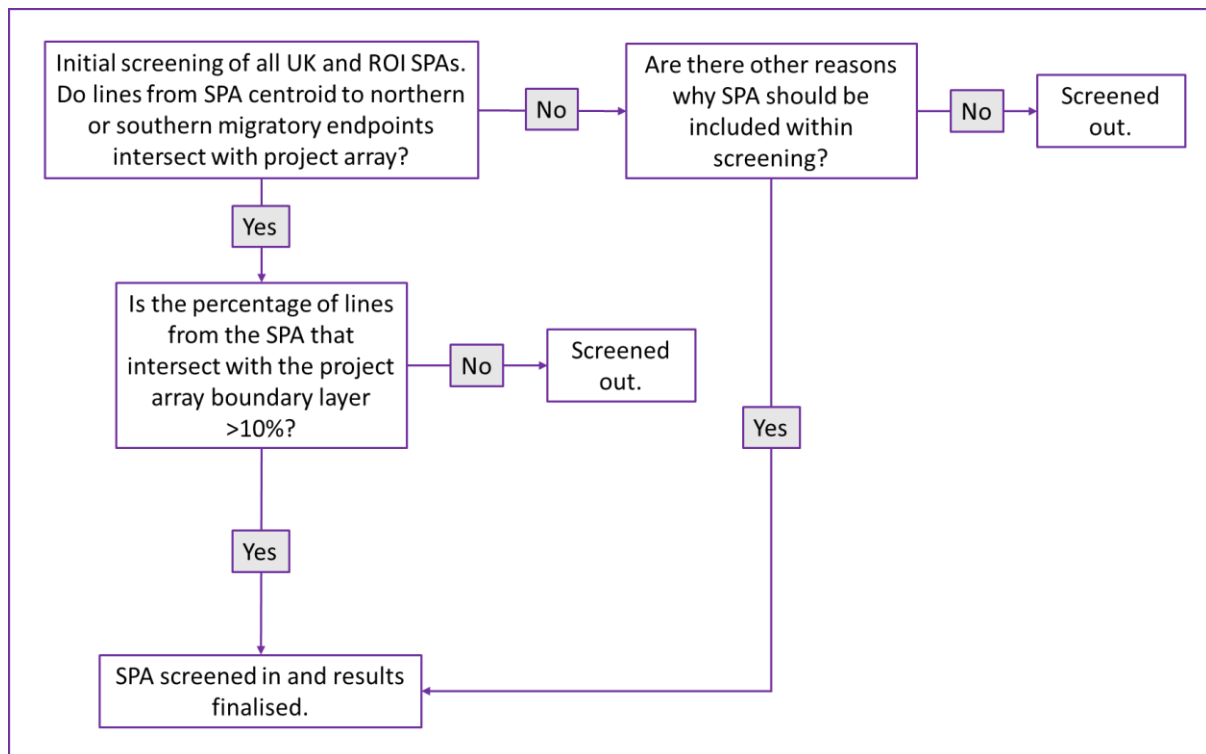 Initial screening of all UK and ROI SPAs.
Do lines from SPA centroid to northern
or southern migratory endpoints
intersect with project array?
No
Are there other reasons
why SPA should be
included within
screening?
No
Screened
out.
Yes
Is the percentage of lines
from the SPA that
intersect with the project
array boundary layer
>10%?
No
Screened
out.
Yes
Yes
SPA screened in and results
finalised.